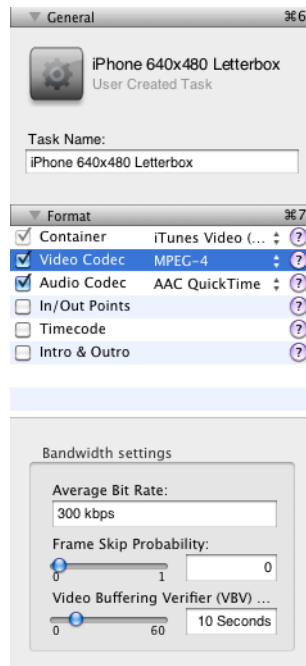 General ⌘6
iPhone 640x480 Letterbox
User Created Task
Task Name:
iPhone 640x480 Letterbox
Format ⌘7
Container iTunes Video (... ?
Video Codec MPEG-4 ?
Audio Codec AAC QuickTime ?
In/Out Points ?
Timecode ?
Intro & Outro ?
Bandwidth settings
Average Bit Rate:
300 kbps
Frame Skip Probability:
0 1 0
Video Buffering Verifier (VBV) ...
0 60 10 Seconds